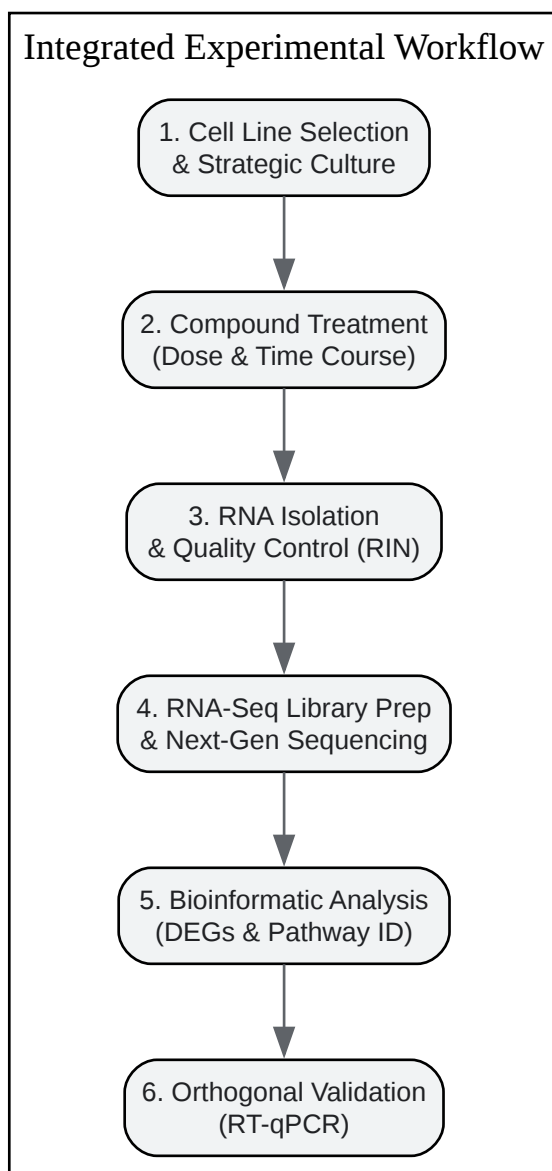 Integrated Experimental Workflow
1. Cell Line Selection
& Strategic Culture
2. Compound Treatment
(Dose & Time Course)
3. RNA Isolation
& Quality Control (RIN)
4. RNA-Seq Library Prep
& Next-Gen Sequencing
5. Bioinformatic Analysis
(DEGs & Pathway ID)
6. Orthogonal Validation
(RT-qPCR)